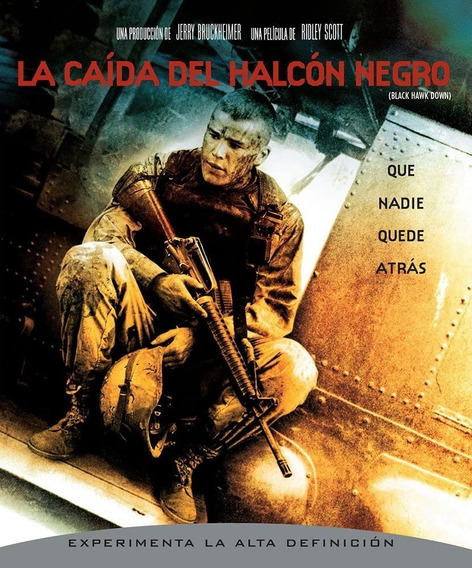 UNA PRODUCCIÓN DE JERRY BRUCKHEIMER UNA PELÍCULA DE RIDLEY SCOTT
LA CAÍDA DEL HALCÓN NEGRO
(BLACK HAWK DOWN)
QUE
NADIE
QUEDE
ATRÁS
EXPERIMENTA LA ALTA DEFINICIÓN